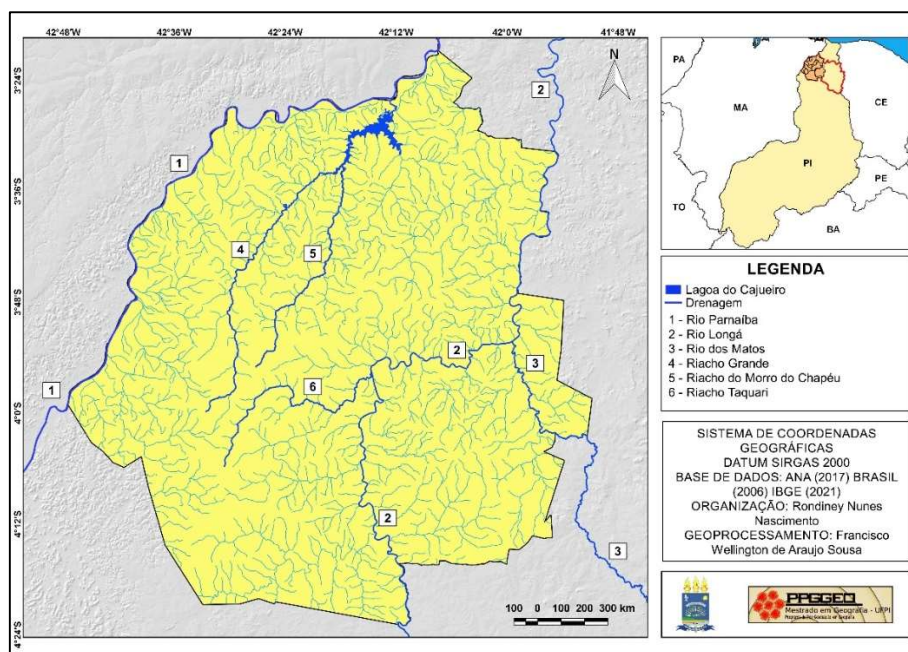 42°48'W 42°36'W 42°24'W 42°12'W 42°0'W 41°48'W
3°24'S
3°36'S
3°48'S
4°0'S
4°12'S
4°24'S
N
1
2
4
5
2
3
6
1
2
3
100 0 100 200 300 km
PA
MA
CE
PI
PE
TO
BA
LEGENDA
Lagoa do Cajueiro
Drenagem
1 - Rio Parnaíba
2 - Rio Longá
3 - Rio dos Matos
4 - Riacho Grande
5 - Riacho do Morro do Chapéu
6 - Riacho Taquari
SISTEMA DE COORDENADAS
GEOGRÁFICAS
DATUM SIRGAS 2000
BASE DE DADOS: ANA (2017) BRASIL
(2006) IBGE (2021)
ORGANIZAÇÃO: Rondiney Nunes
Nascimento
GEOPROCESSAMENTO: Francisco
Wellington de Araujo Sousa
PPGGEO
Mestrado em Geografia - UFPI